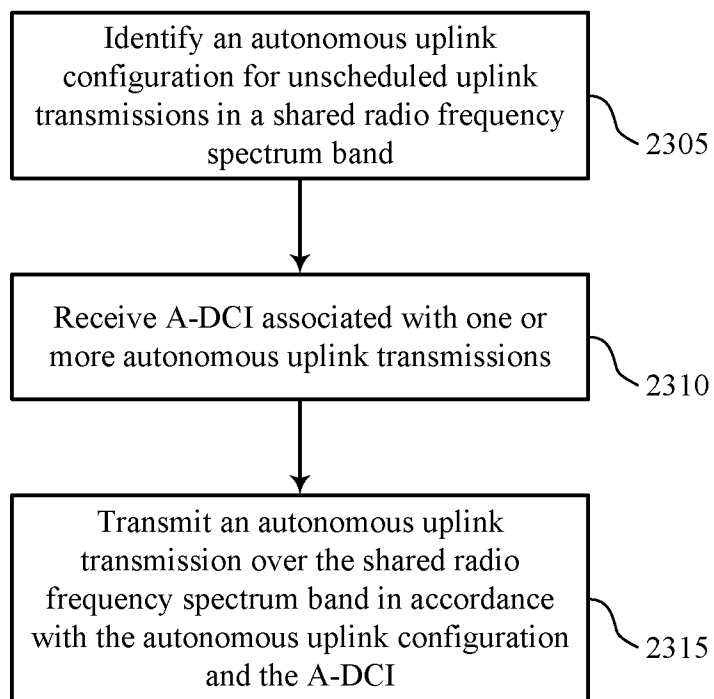 Identify an autonomous uplink
configuration for unscheduled uplink
transmissions in a shared radio frequency
spectrum band
2305
Receive A-DCI associated with one or
more autonomous uplink transmissions
2310
Transmit an autonomous uplink
transmission over the shared radio
frequency spectrum band in accordance
with the autonomous uplink configuration
and the A-DCI
2315